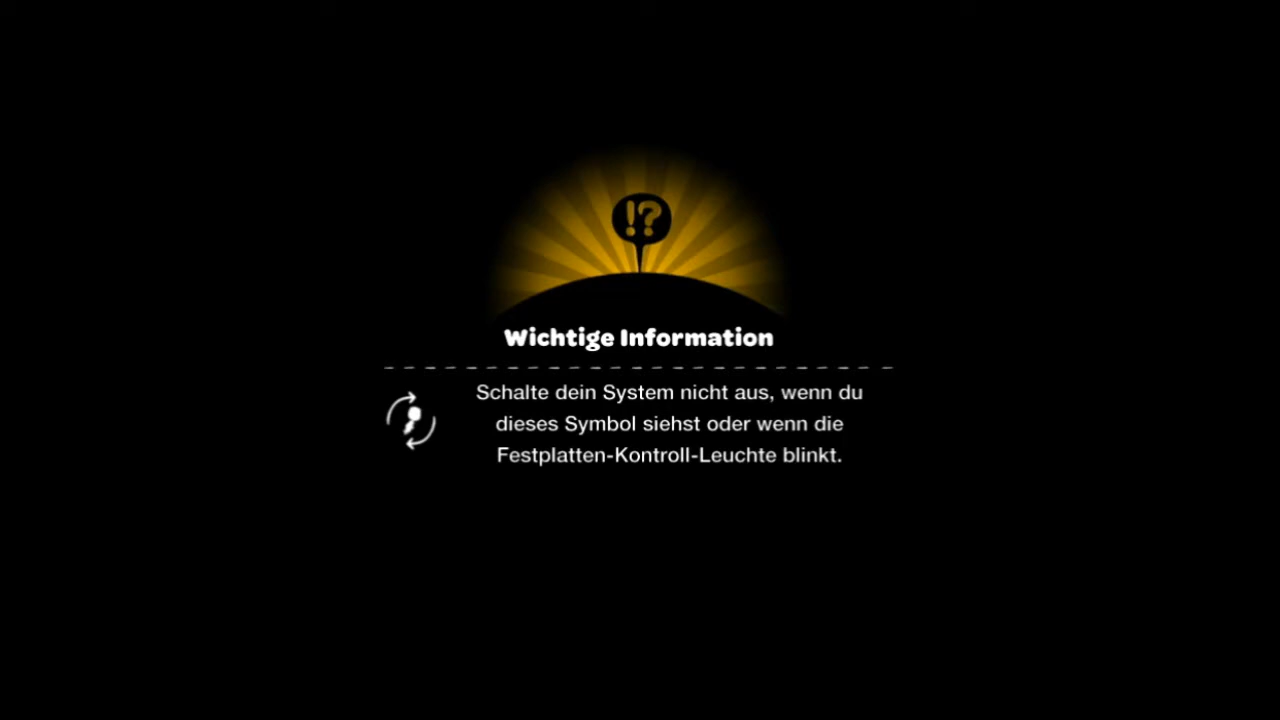 !?
Wichtige Information
Schalte dein System nicht aus, wenn du
dieses Symbol siehst oder wenn die
Festplatten-Kontroll-Leuchte blinkt.